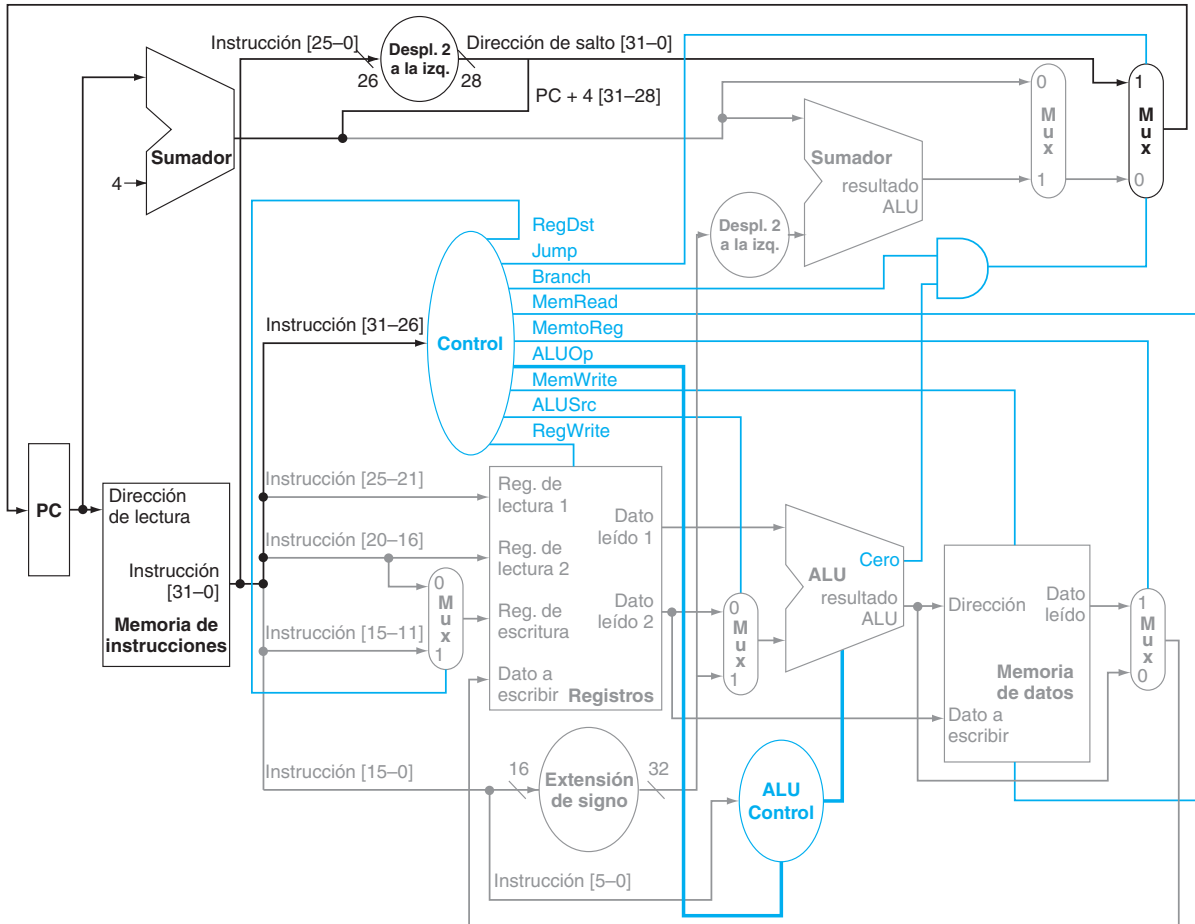 Instrucción [25–0]
26
Despl. 2
a la izq.
28
Dirección de salto [31–0]
PC + 4 [31–28]
Sumador
4
0
M
u
x
1
1
M
u
x
0
Sumador
resultado
ALU
Despl. 2
a la izq.
RegDst
Jump
Branch
MemRead
MemtoReg
ALUOp
MemWrite
ALUSrc
RegWrite
Instrucción [31–26]
Control
PC
Dirección
de lectura
Instrucción
[31–0]
Memoria de
instrucciones
Instrucción [25–21]
Instrucción [20–16]
Instrucción [15–11]
0
M
u
x
1
Reg. de
lectura 1
Reg. de
lectura 2
Reg. de
escritura
Dato a
escribir
Dato
leído 1
Dato
leído 2
Registros
0
M
u
x
1
Cero
ALU
resultado
ALU
Dirección
Dato
leído
Memoria
de datos
Dato a
escribir
1
M
u
x
0
Instrucción [15–0]
16
Extensión
de signo
32
ALU
Control
Instrucción [5–0]